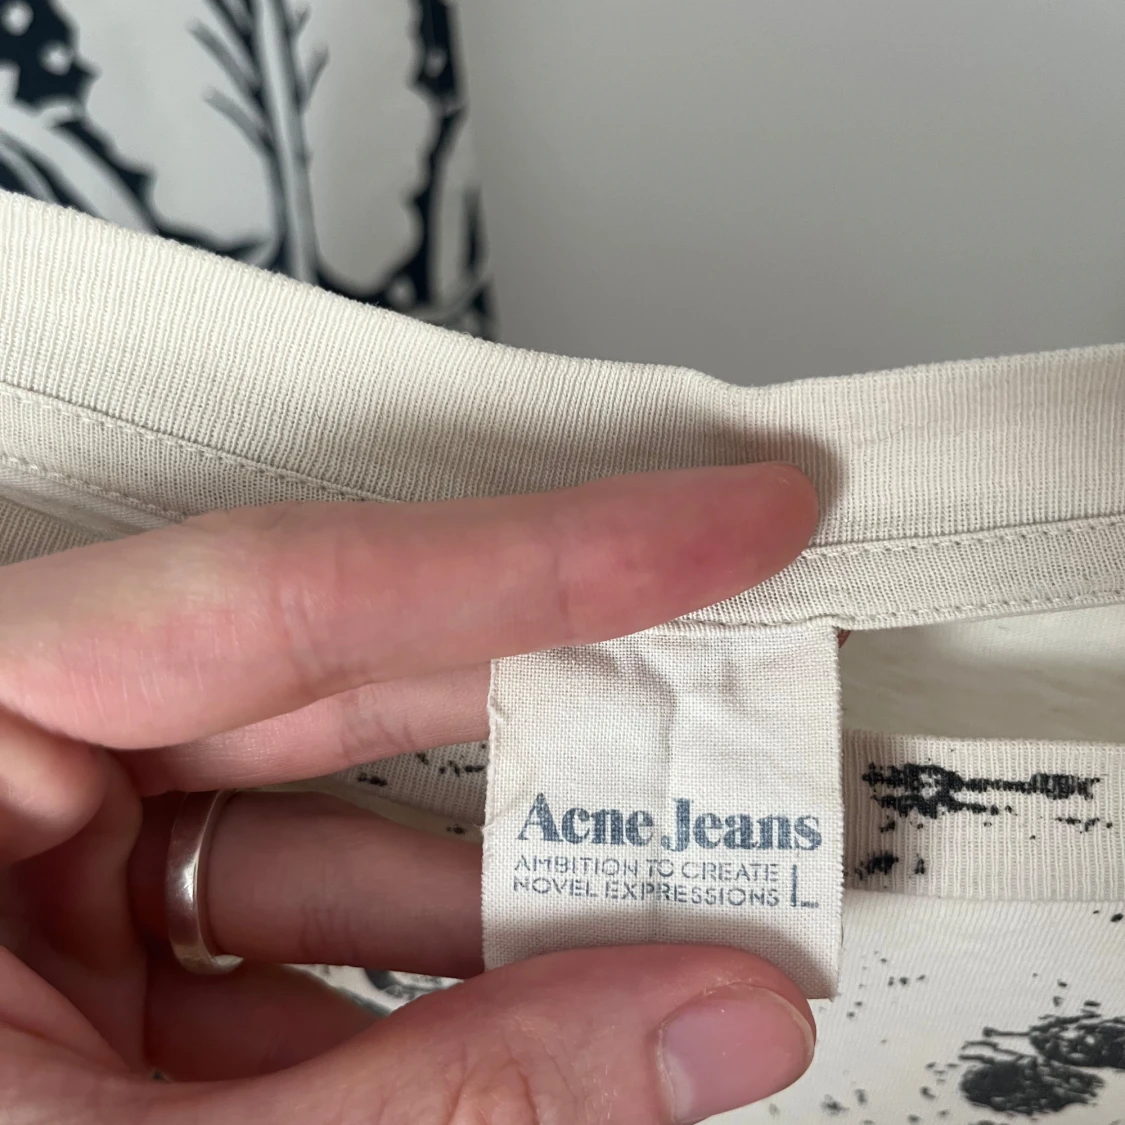 Acne Jeans
AMBITION TO CREATE
NOVEL EXPRESSIONS L